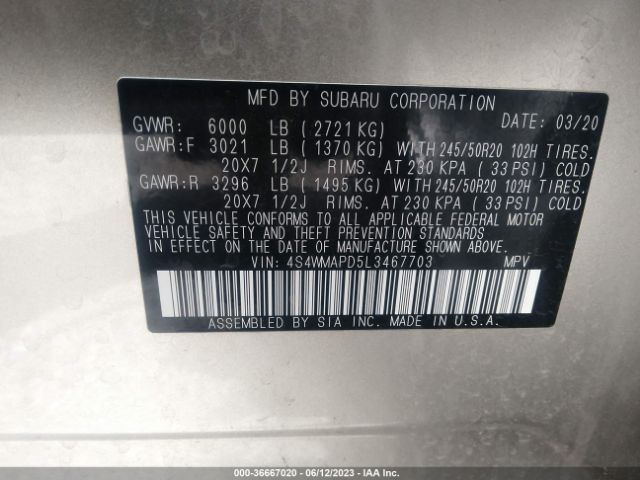 MFD BY SUBARU CORPORATION DATE: 03/20
GVWR: 6000 LB (2721 KG)
GAWR:F 3021 LB (1370 KG) WITH 245/50R20 102H TIRES.
20X7 1/2J RIMS. AT 230 KPA (33 PSI) COLD
GAWR:R 3296 LB (1495 KG) WITH 245/50R20 102H TIRES.
20X7 1/2J RIMS. AT 230 KPA (33 PSI) COLD
THIS VEHICLE CONFORMS TO ALL APPLICABLE FEDERAL MOTOR
VEHICLE SAFETY, BUMPER, AND THEFT PREVENTION STANDARDS
IN EFFECT ON THE DATE OF MANUFACTURE SHOWN ABOVE.
VIN: 4S4WMAPD5L3467703 MPV
ASSEMBLED BY SIA INC. MADE IN U.S.A.
000-36667020 - 06/12/2023 - IAA Inc.